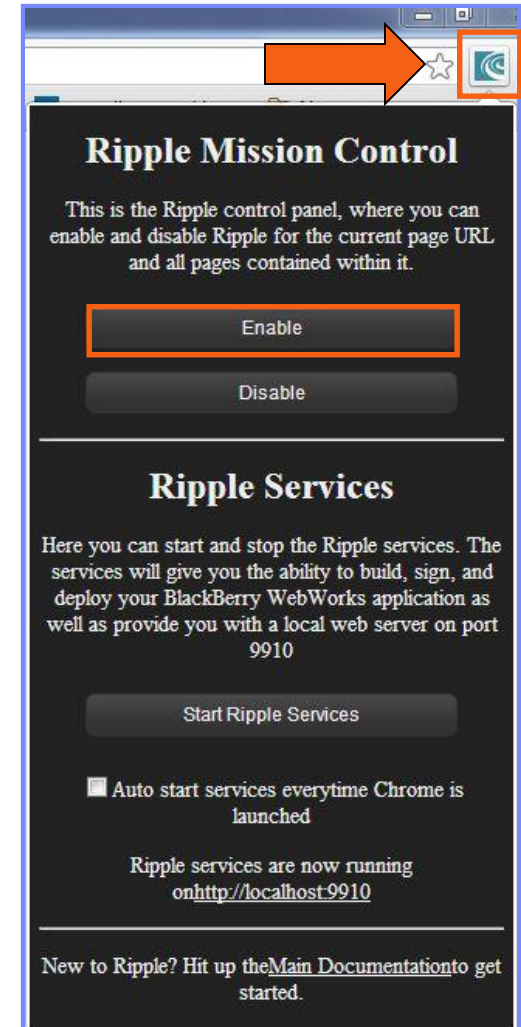 Ripple Mission Control
This is the Ripple control panel, where you can
enable and disable Ripple for the current page URL
and all pages contained within it.
Enable
Disable
Ripple Services
Here you can start and stop the Ripple services. The
services will give you the ability to build, sign, and
deploy your BlackBerry WebWorks application as
well as provide you with a local web server on port
9910
Start Ripple Services
Auto start services everytime Chrome is
launched
Ripple services are now running
onhttp://localhost:9910
New to Ripple? Hit up theMain Documentationto get
started.